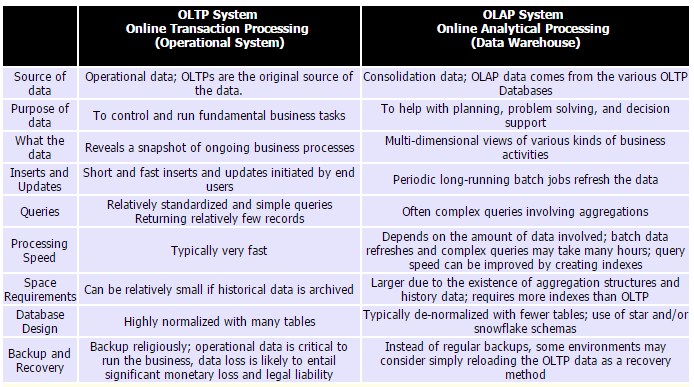 OLTP System
Online Transaction Processing
(Operational System)
OLAP System
Online Analytical Processing
(Data Warehouse)
Source of
data
Operational data; OLTPs are the original source of
the data.
Consolidation data; OLAP data comes from the various OLTP
Databases
Purpose of
data
To control and run fundamental business tasks
To help with planning, problem solving, and decision
support
What the
data
Reveals a snapshot of ongoing business processes
Multi-dimensional views of various kinds of business
activities
Inserts and
Updates
Short and fast inserts and updates initiated by end
users
Periodic long-running batch jobs refresh the data
Queries
Relatively standardized and simple queries
Returning relatively few records
Often complex queries involving aggregations
Processing
Speed
Typically very fast
Depends on the amount of data involved; batch data
refreshes and complex queries may take many hours; query
speed can be improved by creating indexes
Space
Requirements
Can be relatively small if historical data is archived
Larger due to the existence of aggregation structures and
history data; requires more indexes than OLTP
Database
Design
Highly normalized with many tables
Typically de-normalized with fewer tables; use of star and/or
snowflake schemas
Backup and
Recovery
Backup religiously; operational data is critical to
run the business, data loss is likely to entail
significant monetary loss and legal liability
Instead of regular backups, some environments may
consider simply reloading the OLTP data as a recovery
method